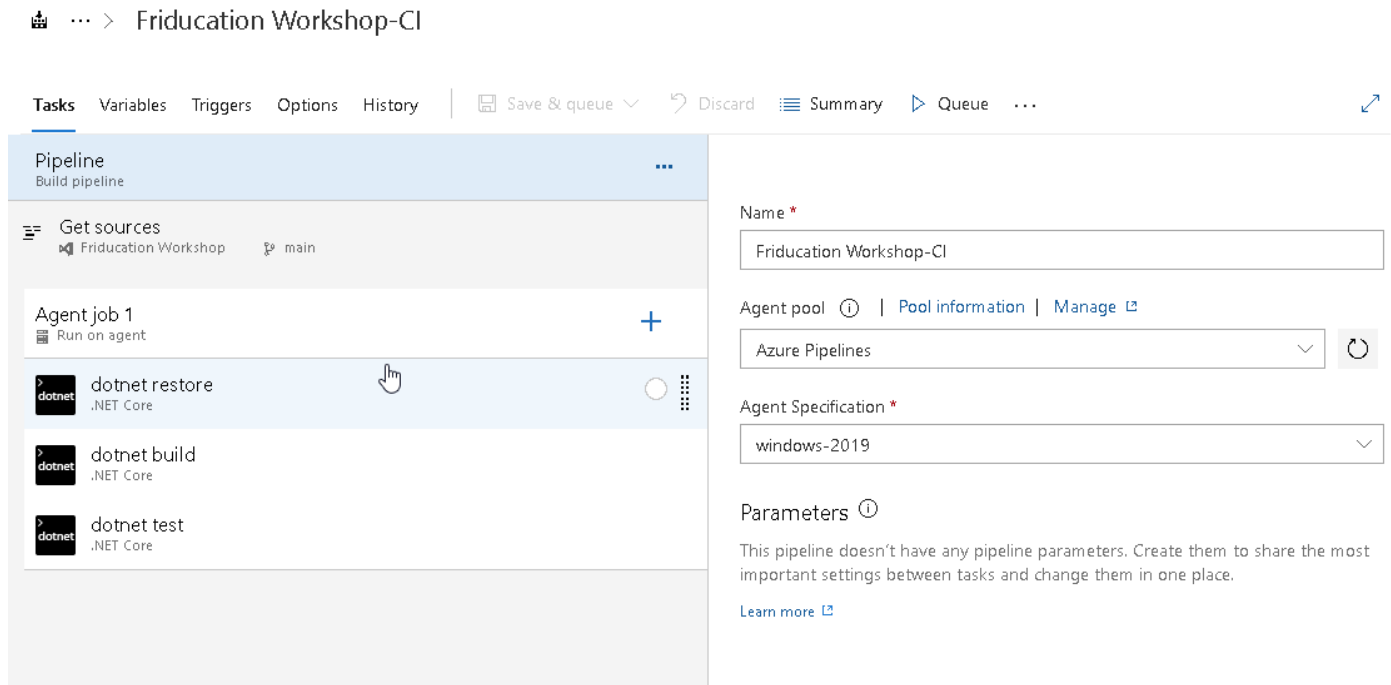 ··· > Friducation Workshop-CI
Tasks Variables Triggers Options History Save & queue Discard Summary Queue ···
Pipeline
Build pipeline
···
Get sources
Friducation Workshop main
Agent job 1
Run on agent
+
dotnet
dotnet restore
.NET Core
dotnet
dotnet build
.NET Core
dotnet
dotnet test
.NET Core
Name *
Friducation Workshop-CI
Agent pool | Pool information | Manage
Azure Pipelines
Agent Specification *
windows-2019
Parameters
This pipeline doesn't have any pipeline parameters. Create them to share the most
important settings between tasks and change them in one place.
Learn more